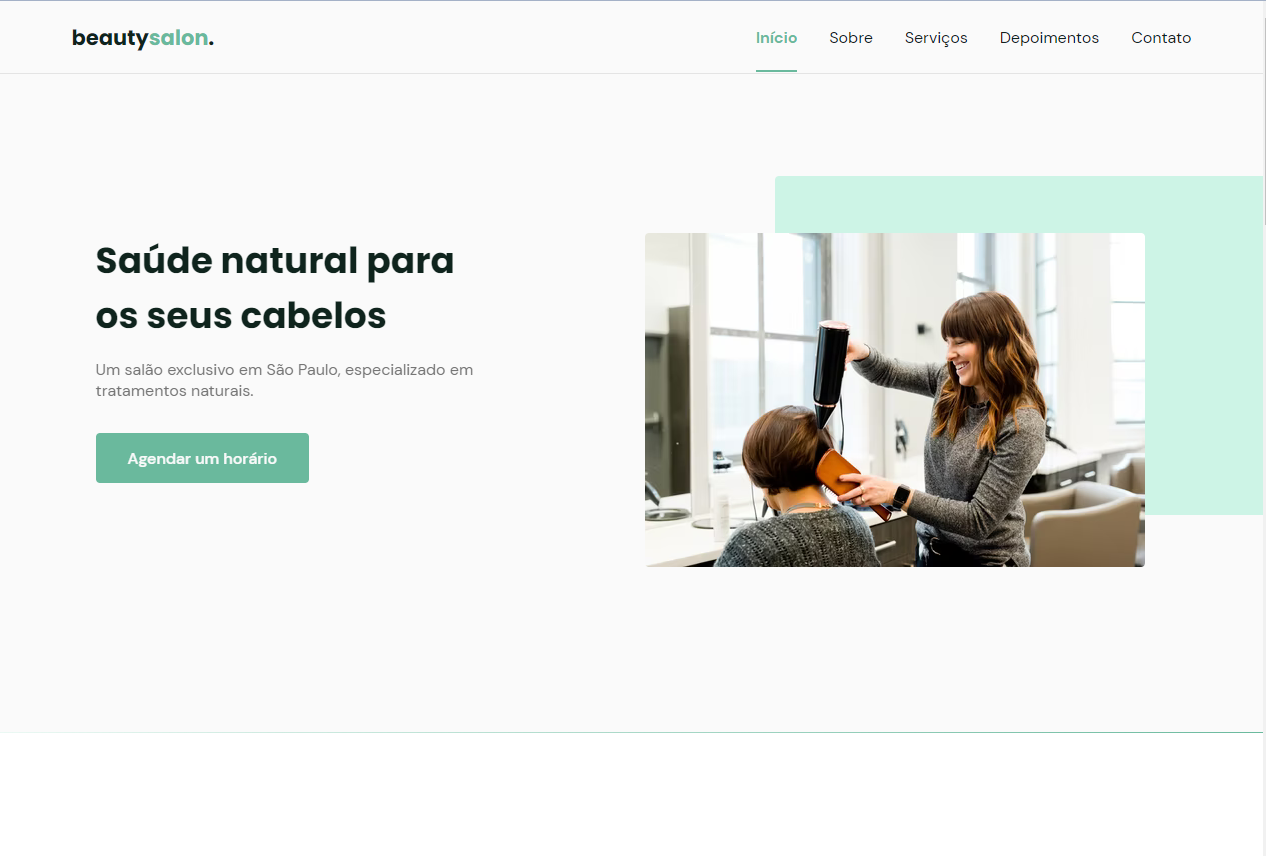 beautysalon.
Início Sobre Serviços Depoimentos Contato
Saúde natural para
os seus cabelos
Um salão exclusivo em São Paulo, especializado em
tratamentos naturais.
Agendar um horário